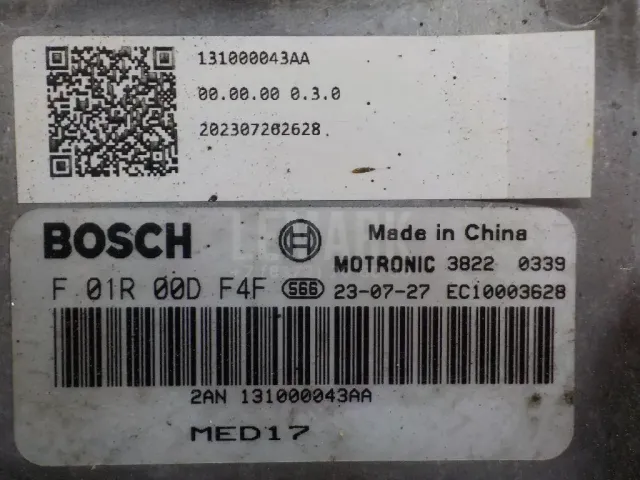 131000043AA
00.00.00 0.3.0
202307202628
BOSCH Made in China
MOTRONIC 3822 0339
F 01R 00D F4F 566 23-07-27 EC10003628
2AN 131000043AA
MED17